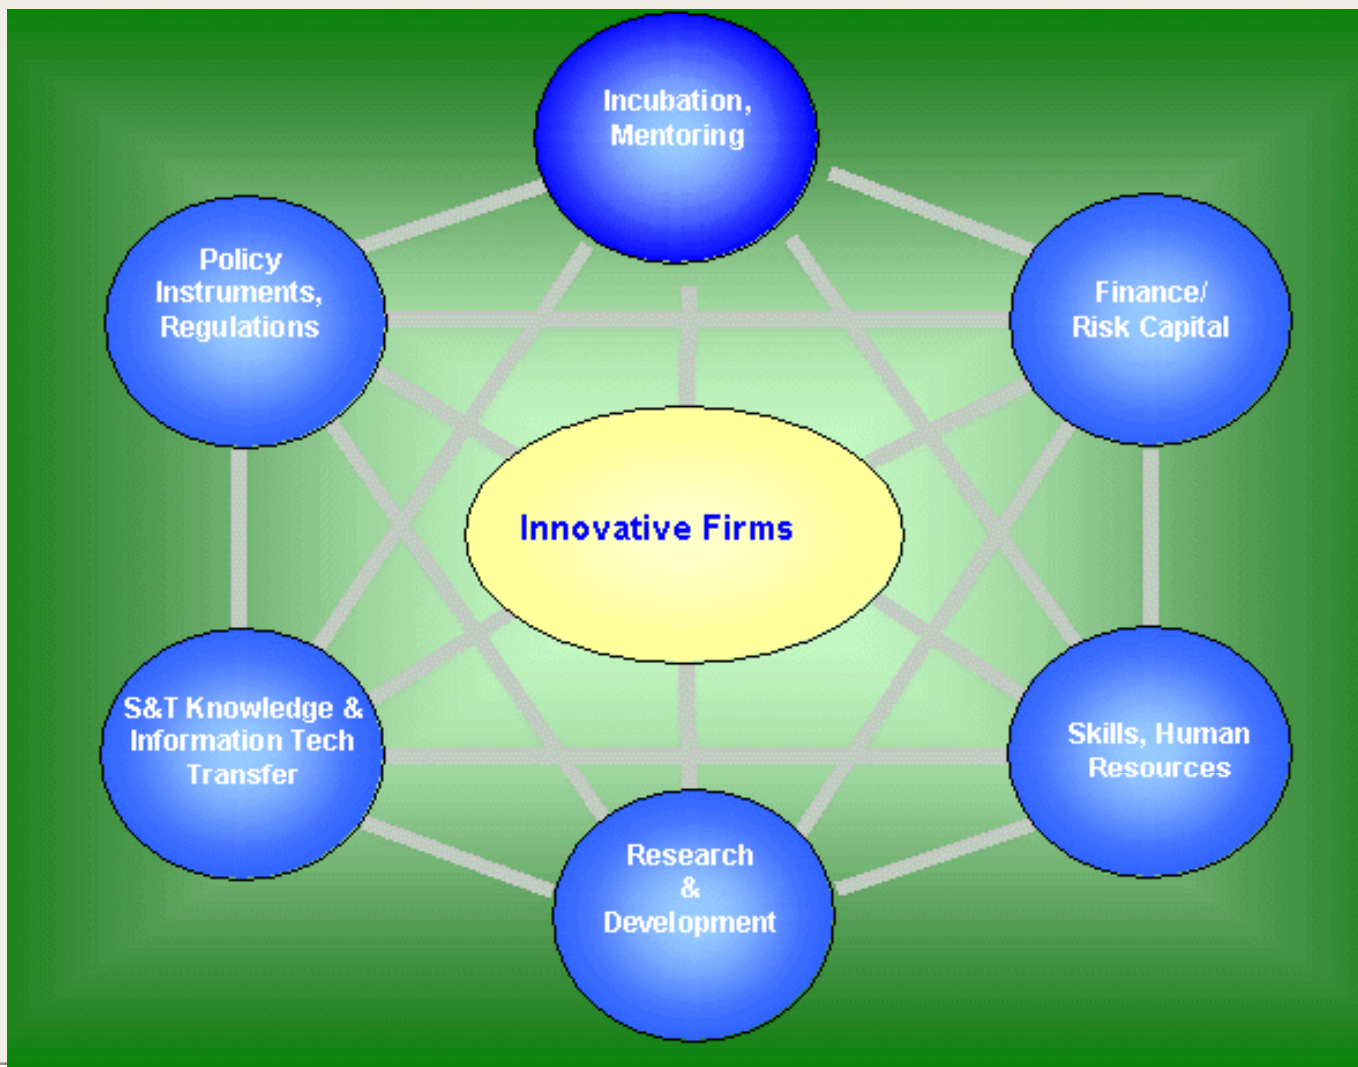 Incubation,
Mentoring
Policy
Instruments,
Regulations
Finance/
Risk Capital
Innovative Firms
S&T Knowledge &
Information Tech
Transfer
Skills, Human
Resources
Research
&
Development